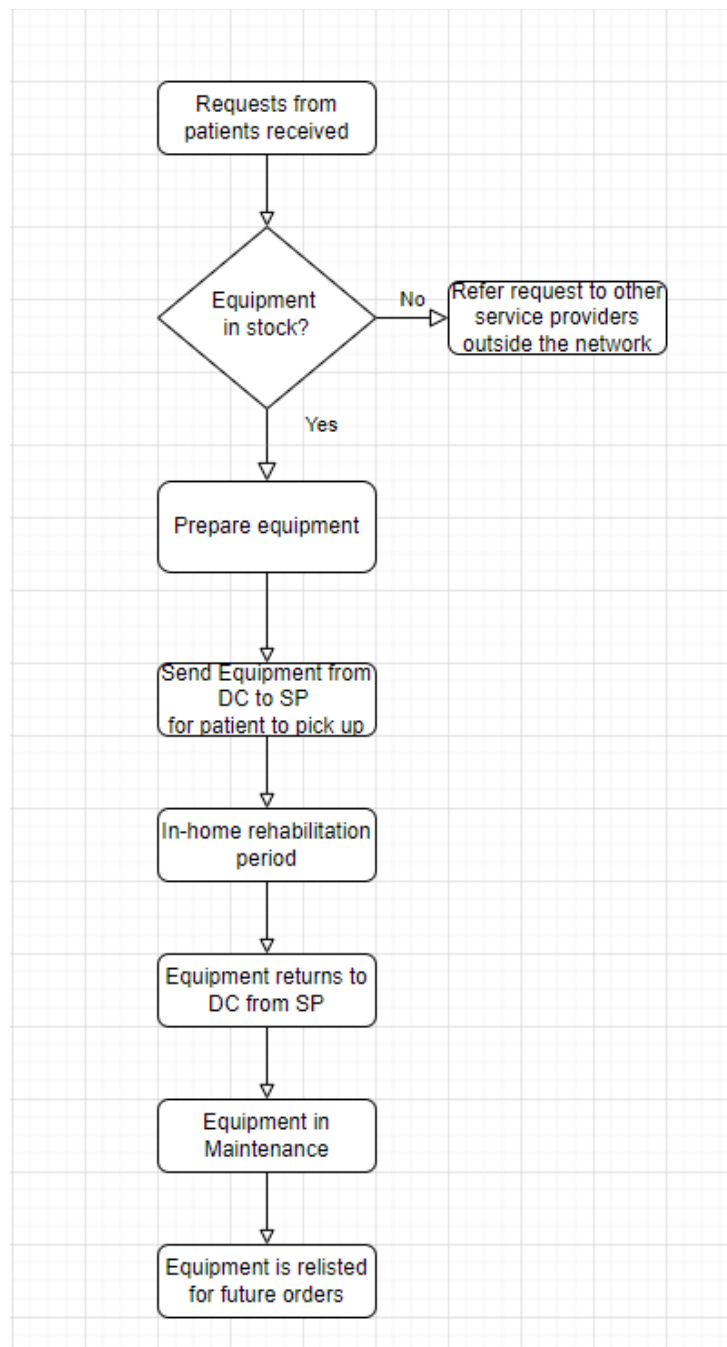 Requests from
patients received
Equipment
in stock?
No
Refer request to other
service providers
outside the network
Yes
Prepare equipment
Send Equipment from
DC to SP
for patient to pick up
In-home rehabilitation
period
Equipment returns to
DC from SP
Equipment in
Maintenance
Equipment is relisted
for future orders